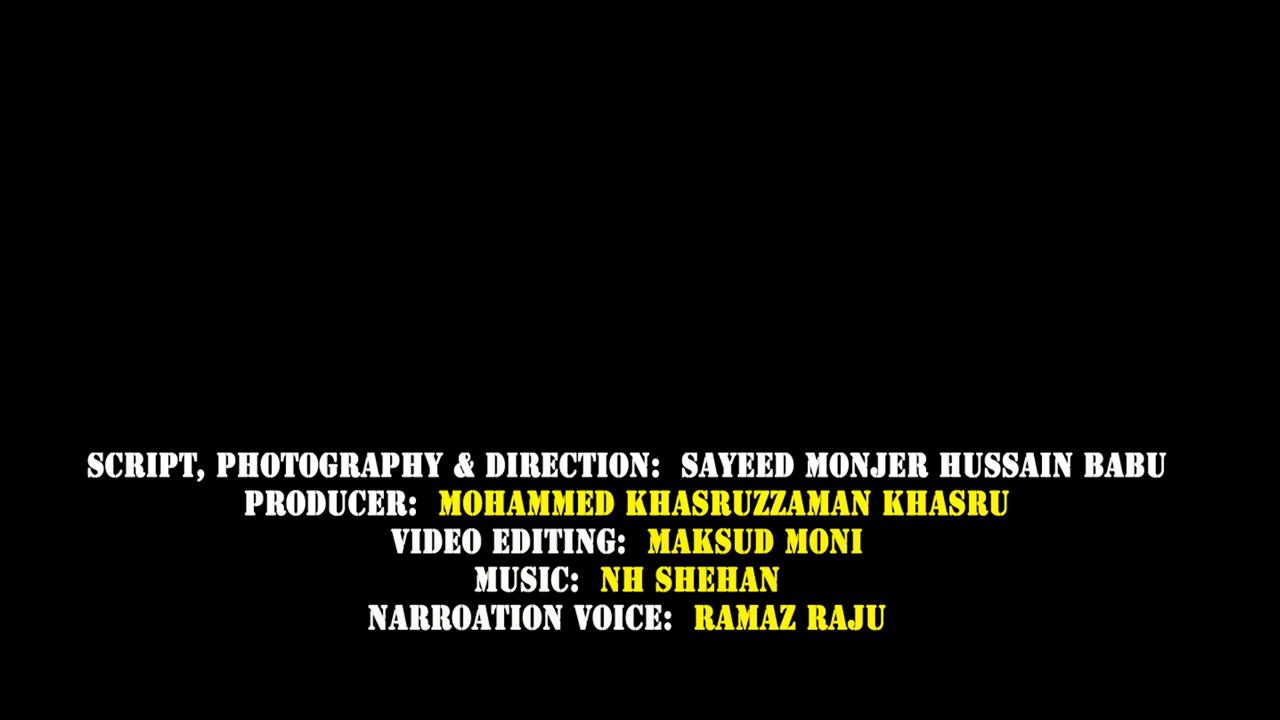 SCRIPT, PHOTOGRAPHY & DIRECTION: SAYEED MONJER HUSSAIN BABU
PRODUCER: MOHAMMED KHASRUZZAMAN KHASRU
VIDEO EDITING: MAKSUD MONI
MUSIC: NH SHEHAN
NARROATION VOICE: RAMAZ RAJU